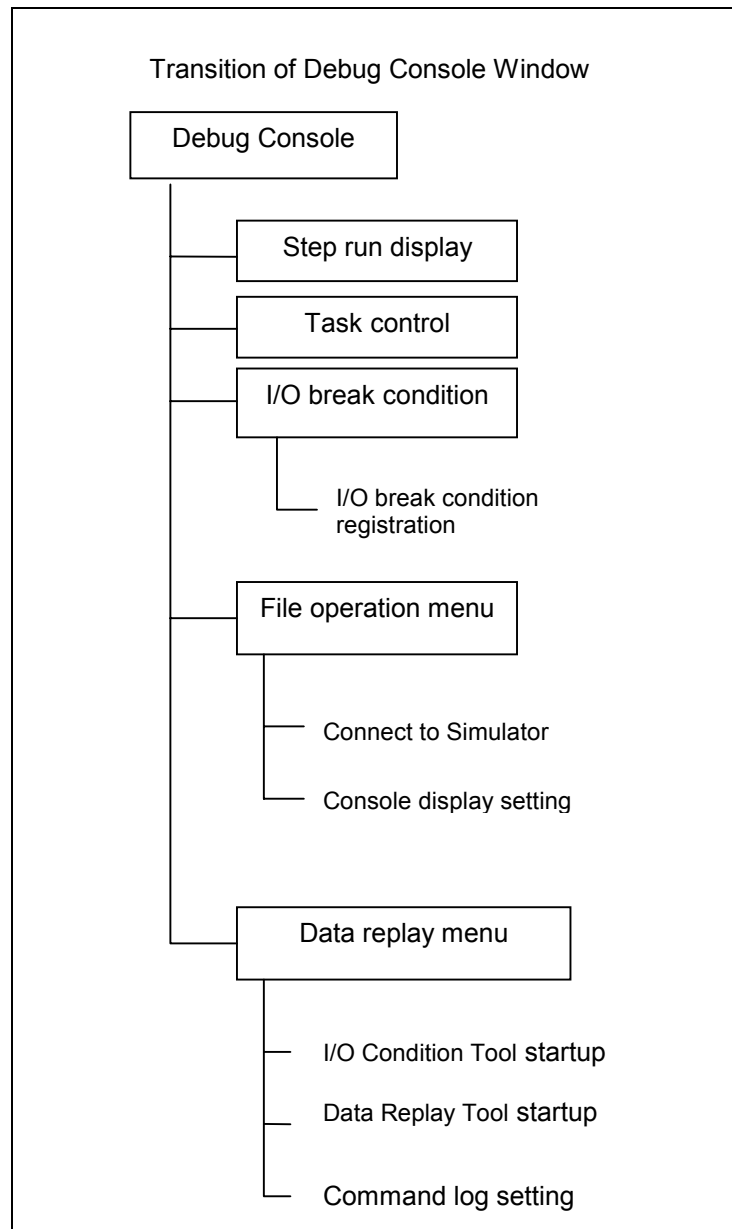 Transition of Debug Console Window
Debug Console
Step run display
Task control
I/O break condition
I/O break condition
registration
File operation menu
Connect to Simulator
Console display setting
Data replay menu
I/O Condition Tool startup
Data Replay Tool startup
Command log setting